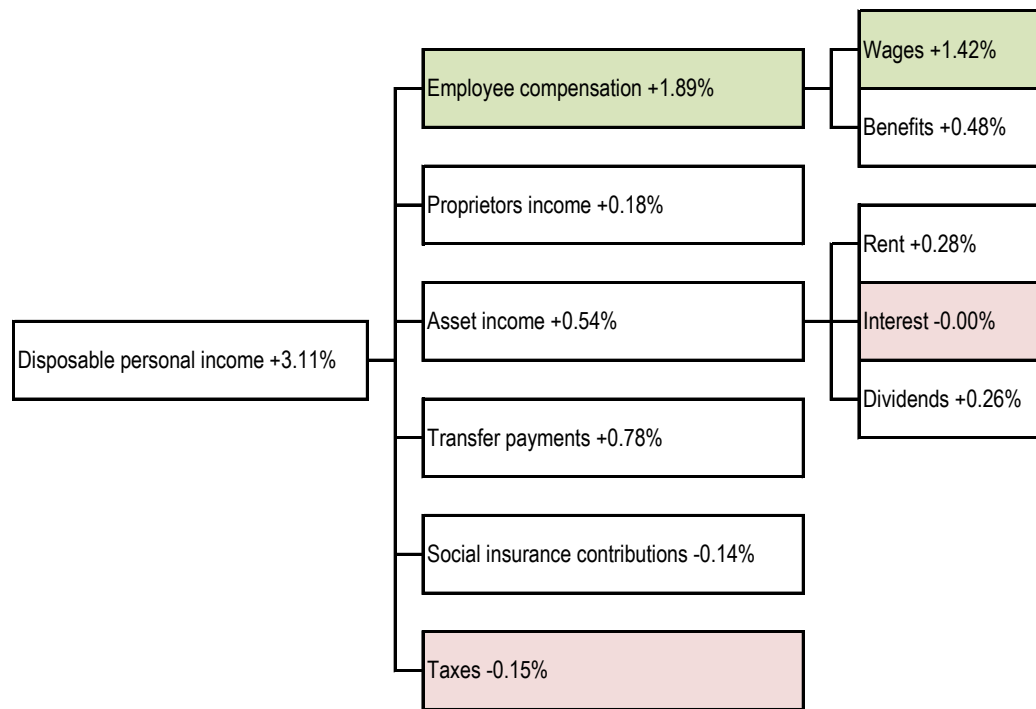 Disposable personal income +3.11%
Employee compensation +1.89%
Wages +1.42%
Benefits +0.48%
Proprietors income +0.18%
Asset income +0.54%
Rent +0.28%
Interest -0.00%
Dividends +0.26%
Transfer payments +0.78%
Social insurance contributions -0.14%
Taxes -0.15%